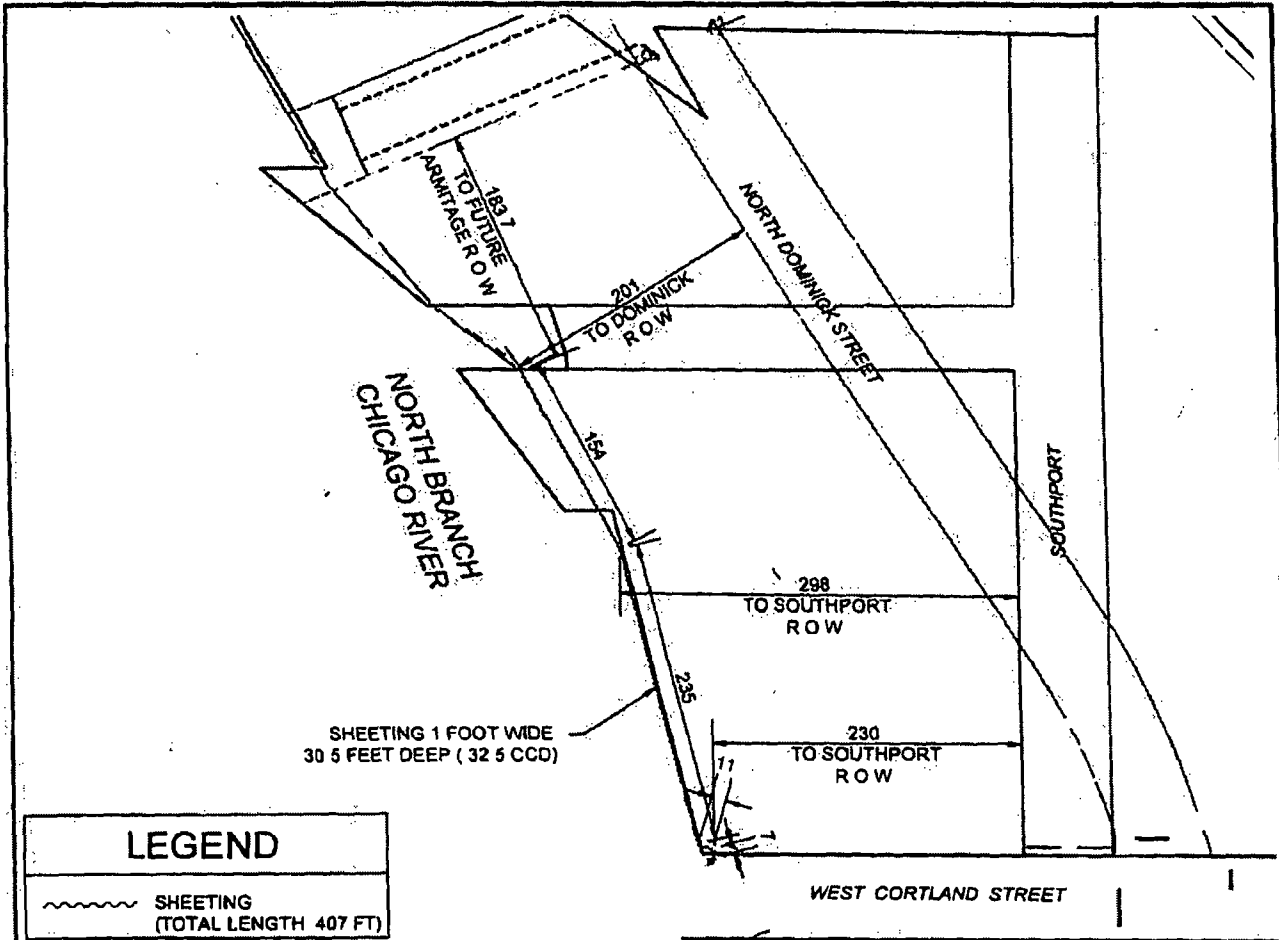 183.7
TO FUTURE
ARMITAGE R O W
201
TO DOMINICK
R O W
NORTH DOMINICK STREET
NORTH BRANCH
CHICAGO RIVER
154
SOUTHPORT
298
TO SOUTHPORT
R O W
235
SHEETING 1 FOOT WIDE
30 5 FEET DEEP ( 32 5 CCD)
230
TO SOUTHPORT
R O W
11
7
LEGEND
SHEETING
(TOTAL LENGTH 407 FT)
WEST CORTLAND STREET